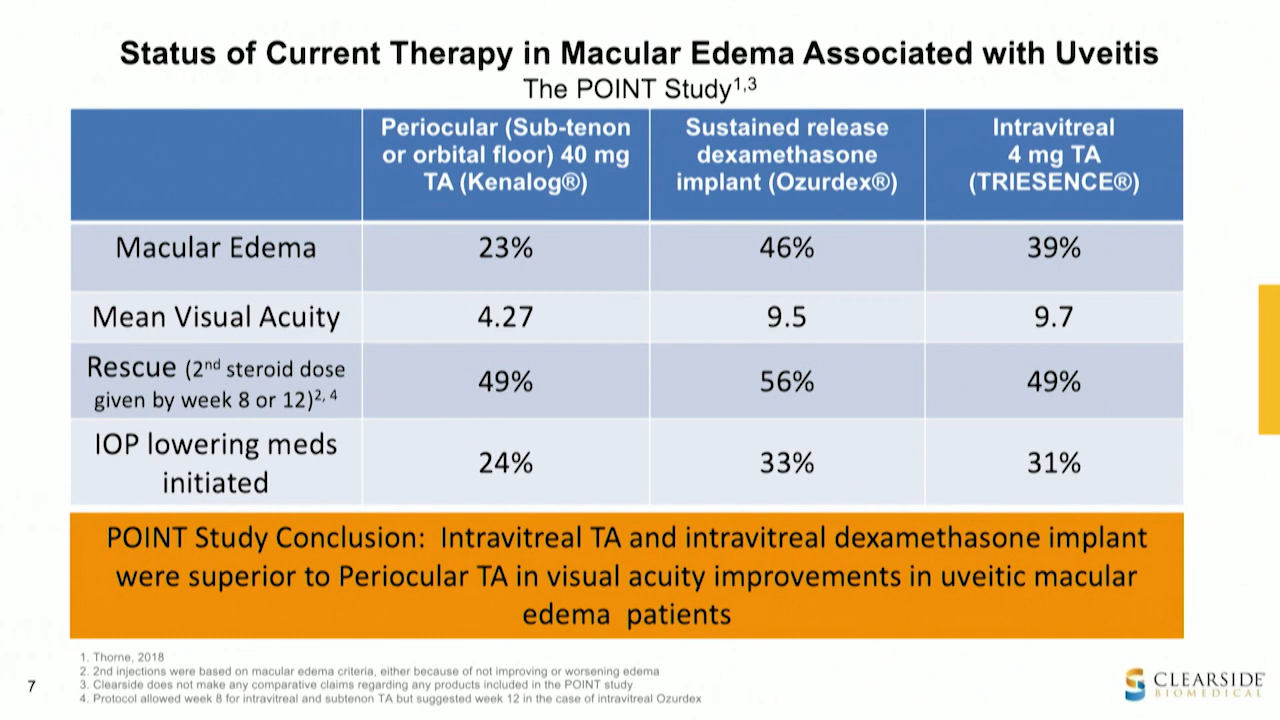 Status of Current Therapy in Macular Edema Associated with Uveitis
The POINT Study1,3
Periocular (Sub-tenon
or orbital floor) 40 mg
TA (Kenalog®)
Sustained release
dexamethasone
implant (Ozurdex®)
Intravitreal
4 mg TA
(TRIESENCE®)
Macular Edema 23% 46% 39%
Mean Visual Acuity 4.27 9.5 9.7
Rescue (2nd steroid dose
given by week 8 or 12)2, 4
49% 56% 49%
IOP lowering meds
initiated
24% 33% 31%
POINT Study Conclusion: Intravitreal TA and intravitreal dexamethasone implant
were superior to Periocular TA in visual acuity improvements in uveitic macular
edema patients
1. Thorne, 2018
2. 2nd injections were based on macular edema criteria, either because of not improving or worsening edema
3. Clearside does not make any comparative claims regarding any products included in the POINT study
4. Protocol allowed week 8 for intravitreal and subtenon TA but suggested week 12 in the case of intravitreal Ozurdex
7
CLEARSIDE®
BIOMEDICAL